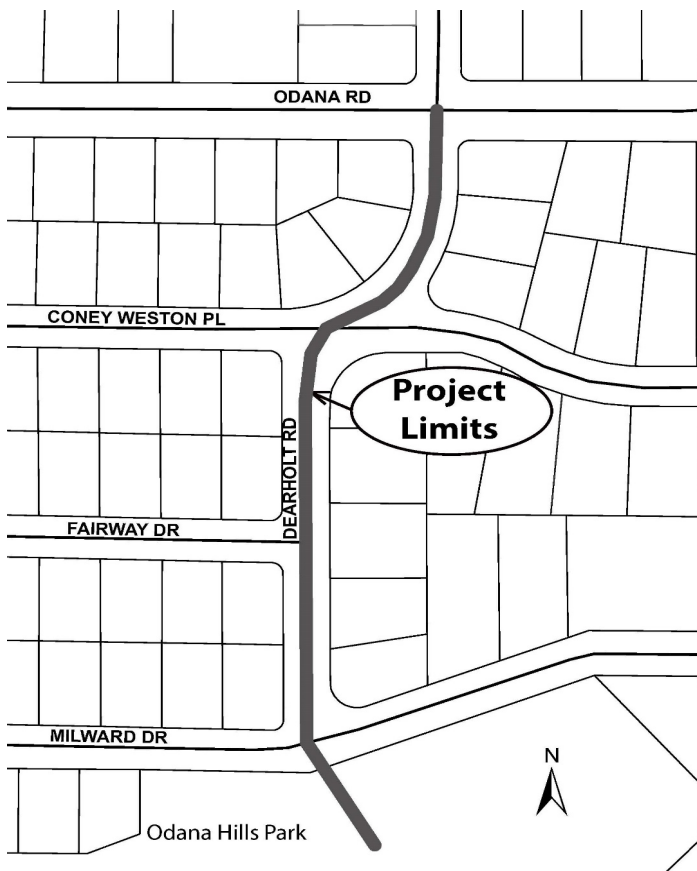 ODANA RD
CONEY WESTON PL
Project
Limits
DEARHOLT RD
FAIRWAY DR
MILWARD DR
N
Odana Hills Park